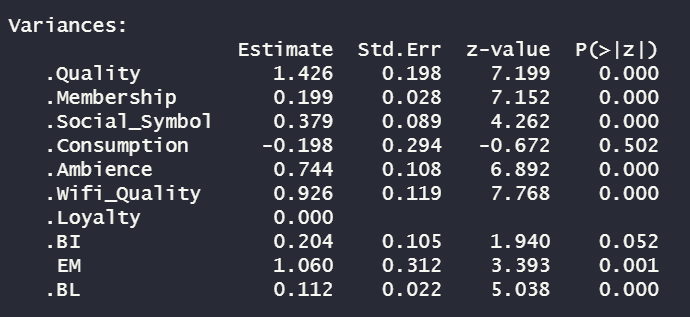 Variances:
                   Estimate  Std.Err  z-value  P(>|z|)
   .Quality           1.426    0.198    7.199    0.000
   .Membership        0.199    0.028    7.152    0.000
   .Social_Symbol     0.379    0.089    4.262    0.000
   .Consumption      -0.198    0.294   -0.672    0.502
   .Ambience          0.744    0.108    6.892    0.000
   .Wifi_Quality      0.926    0.119    7.768    0.000
   .Loyalty           0.000
   .BI                0.204    0.105    1.940    0.052
    EM                1.060    0.312    3.393    0.001
   .BL                0.112    0.022    5.038    0.000